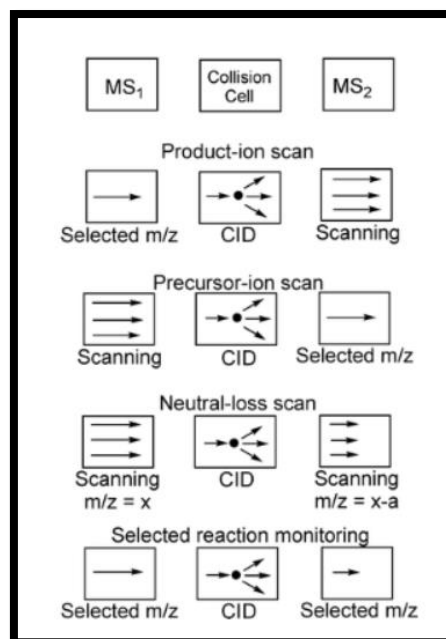 MS₁ Collision Cell MS₂
Product-ion scan
Selected m/z CID Scanning
Precursor-ion scan
Scanning CID Selected m/z
Neutral-loss scan
Scanning CID Scanning
m/z = x m/z = x-a
Selected reaction monitoring
Selected m/z CID Selected m/z